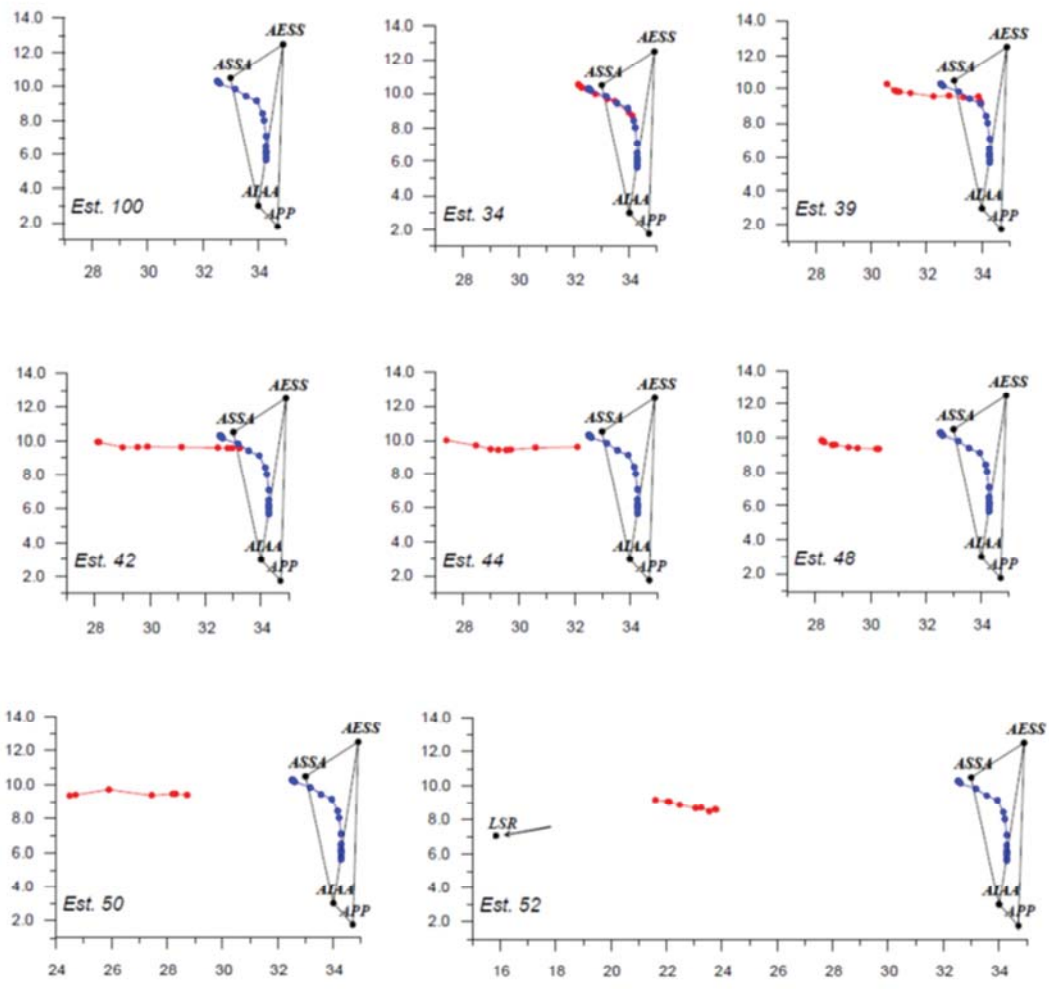 14.0
12.0
10.0
8.0
6.0
4.0
2.0
AESS
ASSA
AIAA
APP
Est. 100
28 30 32 34
14.0
12.0
10.0
8.0
6.0
4.0
2.0
AESS
ASSA
AIAA
APP
Est. 34
28 30 32 34
14.0
12.0
10.0
8.0
6.0
4.0
2.0
AESS
ASSA
AIAA
APP
Est. 39
28 30 32 34
14.0
12.0
10.0
8.0
6.0
4.0
2.0
AESS
ASSA
AIAA
APP
Est. 42
28 30 32 34
14.0
12.0
10.0
8.0
6.0
4.0
2.0
AESS
ASSA
AIAA
APP
Est. 44
28 30 32 34
14.0
12.0
10.0
8.0
6.0
4.0
2.0
AESS
ASSA
AIAA
APP
Est. 48
28 30 32 34
14.0
12.0
10.0
8.0
6.0
4.0
2.0
AESS
ASSA
AIAA
APP
Est. 50
24 26 28 30 32 34
14.0
12.0
10.0
8.0
6.0
4.0
2.0
AESS
ASSA
LSR
AIAA
APP
Est. 52
16 18 20 22 24 26 28 30 32 34